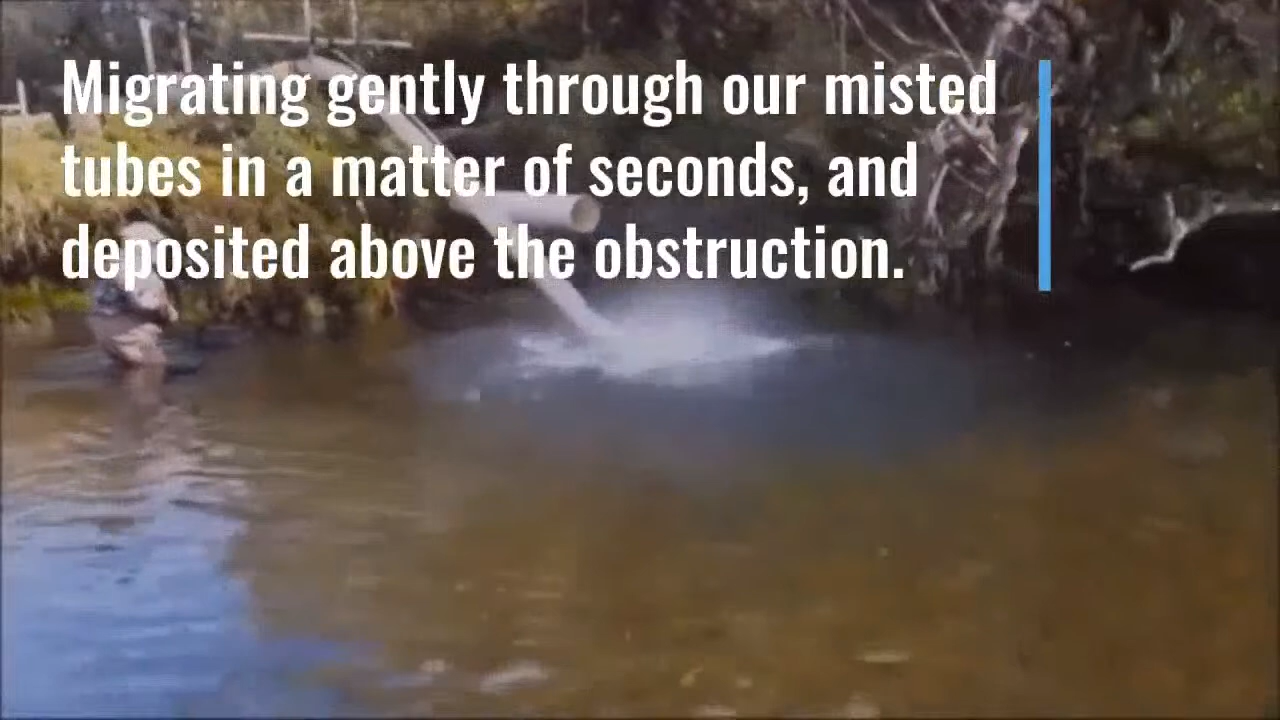 Migrating gently through our misted
tubes in a matter of seconds, and
deposited above the obstruction.